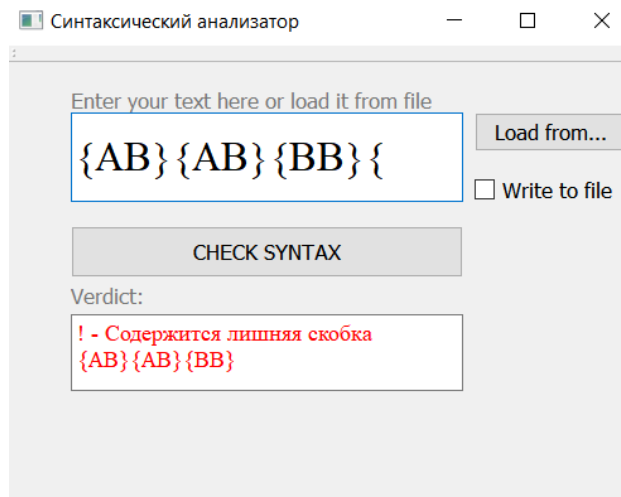 Синтаксический анализатор
Enter your text here or load it from file
{AB}{AB}{BB}{
Load from...
Write to file
CHECK SYNTAX
Verdict:
! - Содержится лишняя скобка
{AB}{AB}{BB}